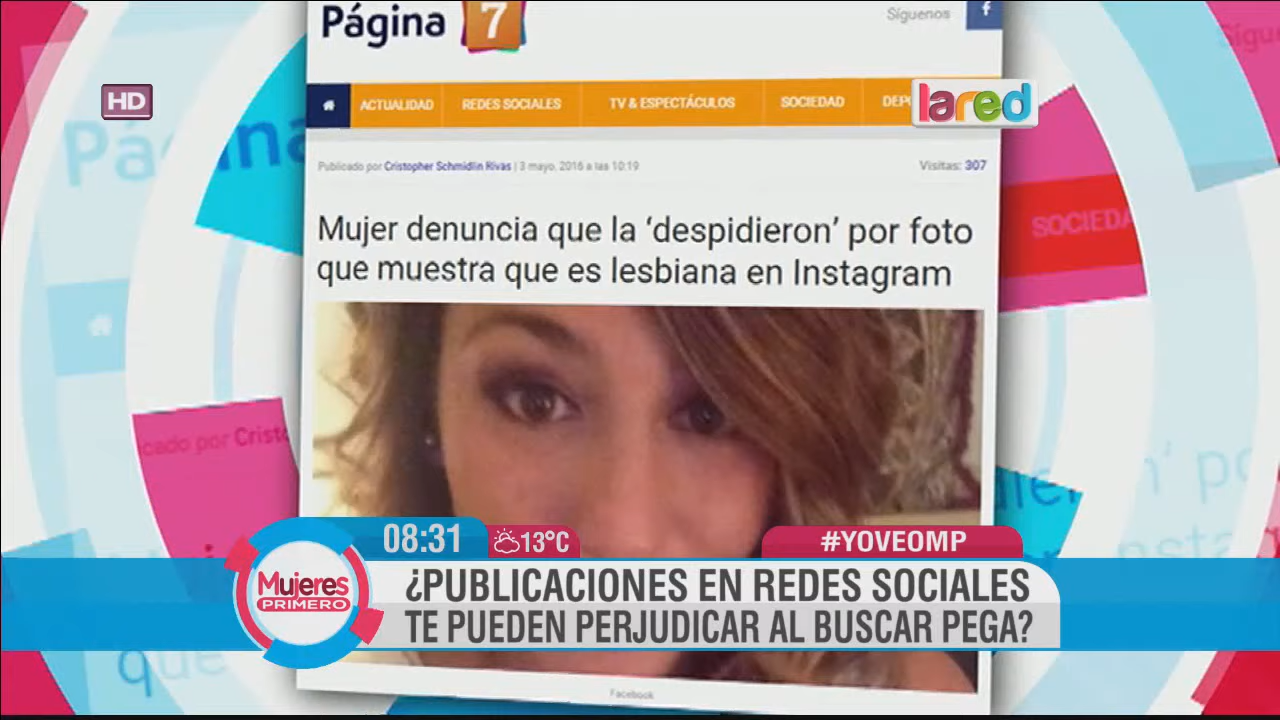 Página 7
Síguenos
f
HD
lared
ACTUALIDAD
REDES SOCIALES
TV & ESPECTÁCULOS
SOCIEDAD
Publicado por Cristopher Schmidlin Rivas | 3 mayo, 2016 a las 10:19
Visitas: 307
Mujer denuncia que la ‘despidieron’ por foto
que muestra que es lesbiana en Instagram
08:31
13°C
#YOVEOMP
Mujeres
PRIMERO
¿PUBLICACIONES EN REDES SOCIALES
TE PUEDEN PERJUDICAR AL BUSCAR PEGA?
Facebook